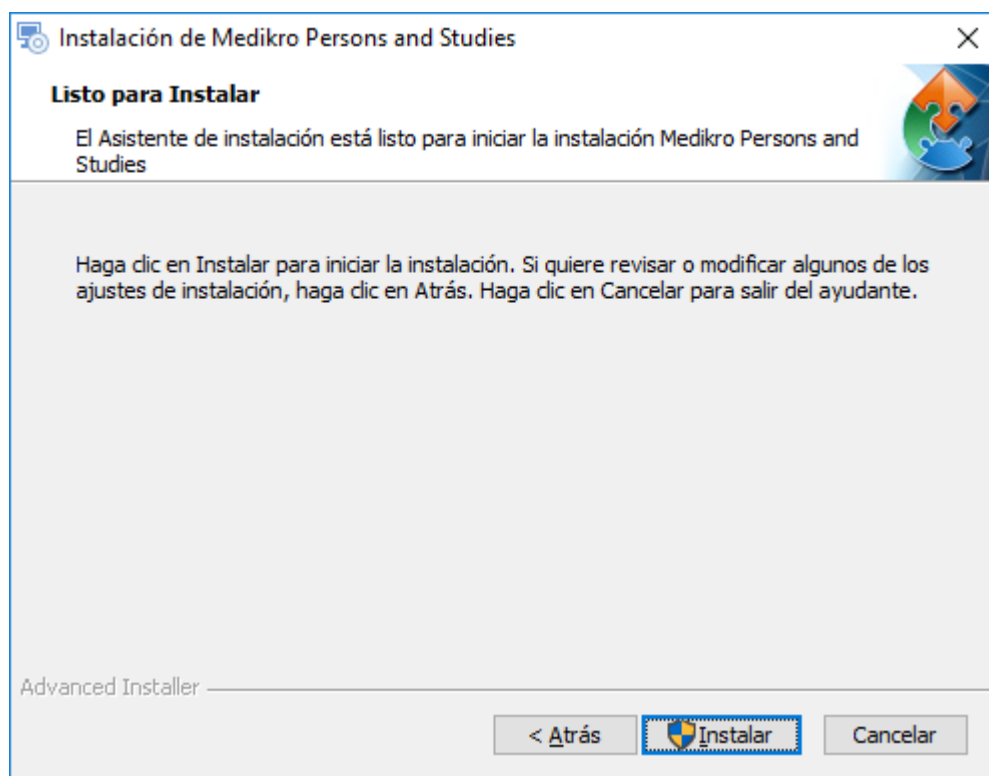 Instalación de Medikro Persons and Studies
Listo para Instalar
El Asistente de instalación está listo para iniciar la instalación Medikro Persons and
Studies
Haga clic en Instalar para iniciar la instalación. Si quiere revisar o modificar algunos de los
ajustes de instalación, haga clic en Atrás. Haga clic en Cancelar para salir del ayudante.
Advanced Installer
< Atrás
Instalar
Cancelar